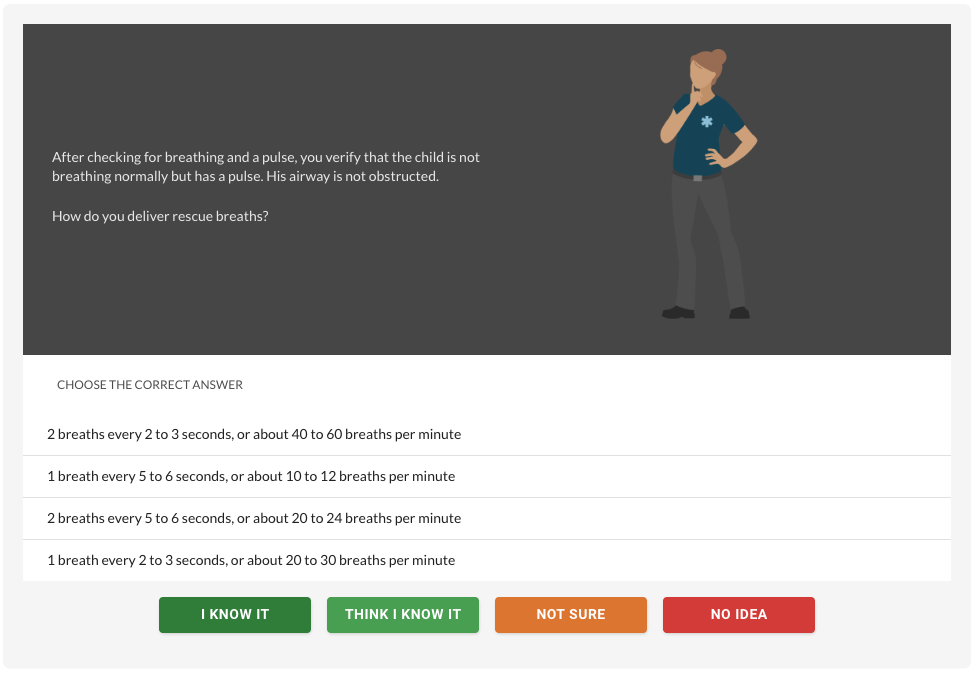 After checking for breathing and a pulse, you verify that the child is not
breathing normally but has a pulse. His airway is not obstructed.
How do you deliver rescue breaths?
CHOOSE THE CORRECT ANSWER
2 breaths every 2 to 3 seconds, or about 40 to 60 breaths per minute
1 breath every 5 to 6 seconds, or about 10 to 12 breaths per minute
2 breaths every 5 to 6 seconds, or about 20 to 24 breaths per minute
1 breath every 2 to 3 seconds, or about 20 to 30 breaths per minute
I KNOW IT THINK I KNOW IT NOT SURE NO IDEA